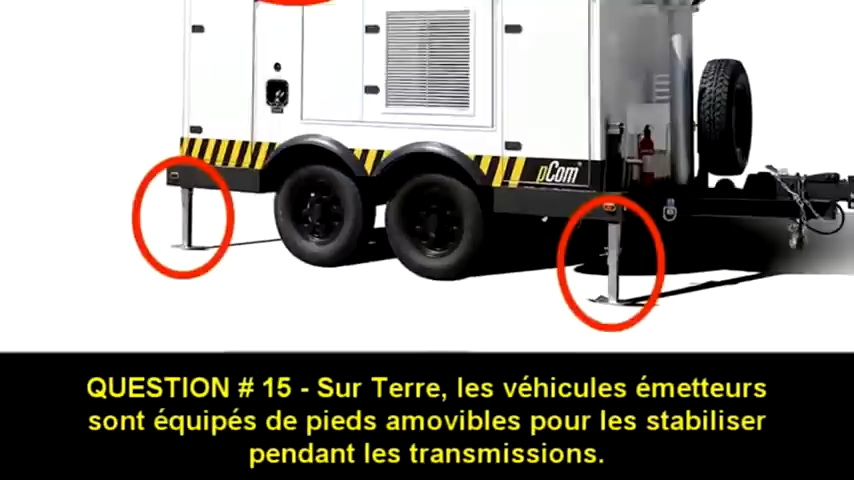 pCom
QUESTION # 15 - Sur Terre, les véhicules émetteurs
sont équipés de pieds amovibles pour les stabiliser
pendant les transmissions.